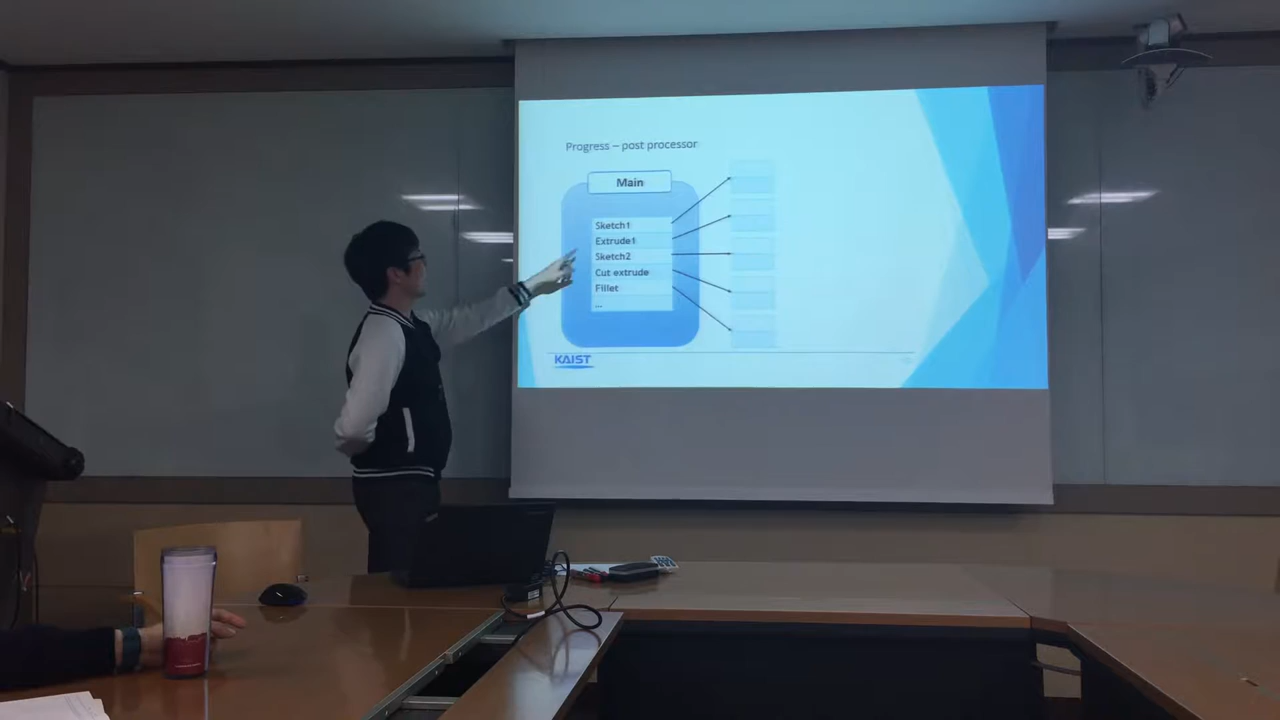 Progress – post processor
Main
Sketch1
Extrude1
Sketch2
Cut extrude
Fillet
...
KAIST